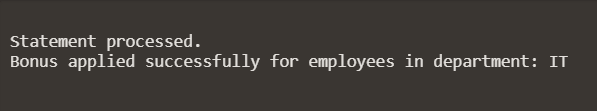 Statement processed.
Bonus applied successfully for employees in department: IT